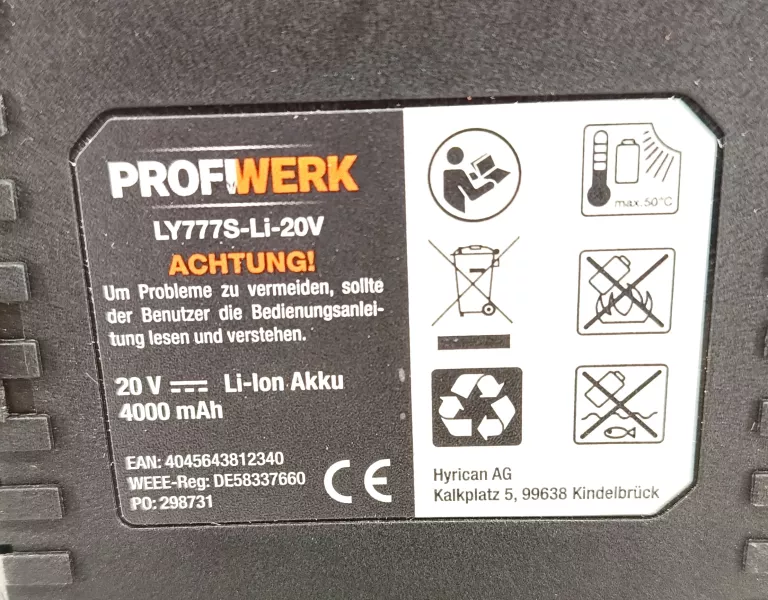 PROFIWERK
LY777S-Li-20V
ACHTUNG!
Um Probleme zu vermeiden, sollte
der Benutzer die Bedienungsanlei-
tung lesen und verstehen.
20 V Li-Ion Akku
4000 mAh
EAN: 4045643812340
WEEE-Reg: DE58337660
PO: 298731
CE
max. 50°C
Hyrican AG
Kalkplatz 5, 99638 Kindelbrück